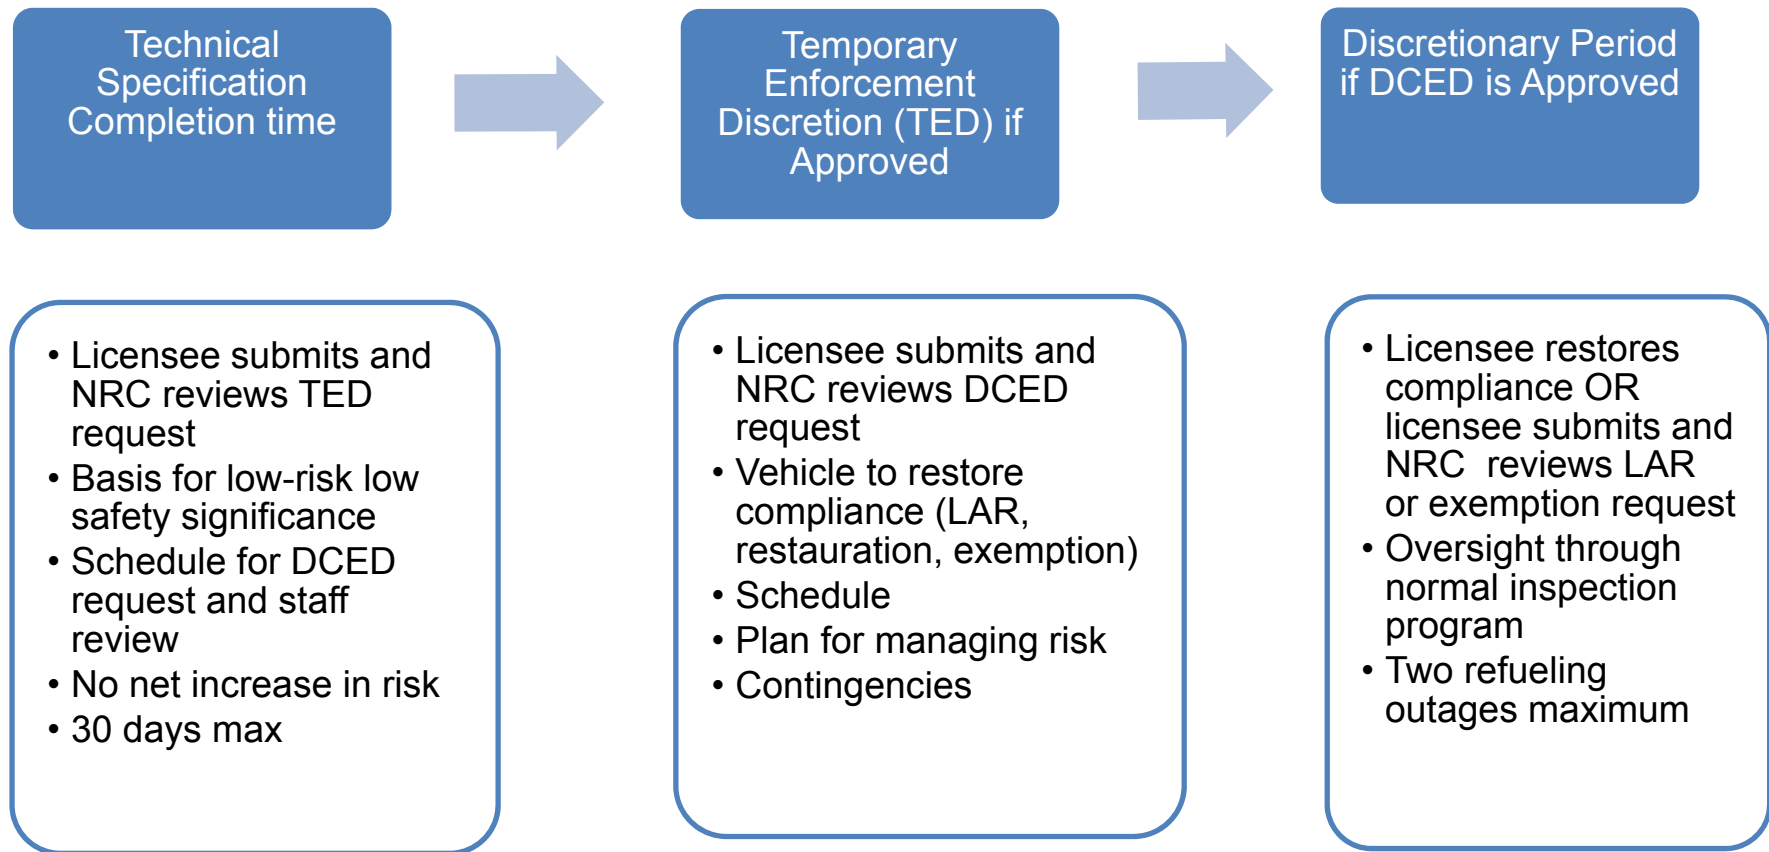 Technical
Specification
Completion time
Temporary
Enforcement
Discretion (TED) if
Approved
Discretionary Period
if DCED is Approved
• Licensee submits and
NRC reviews TED
request
• Basis for low-risk low
safety significance
• Schedule for DCED
request and staff
review
• No net increase in risk
• 30 days max
• Licensee submits and
NRC reviews DCED
request
• Vehicle to restore
compliance (LAR,
restauration, exemption)
• Schedule
• Plan for managing risk
• Contingencies
• Licensee restores
compliance OR
licensee submits and
NRC reviews LAR
or exemption request
• Oversight through
normal inspection
program
• Two refueling
outages maximum